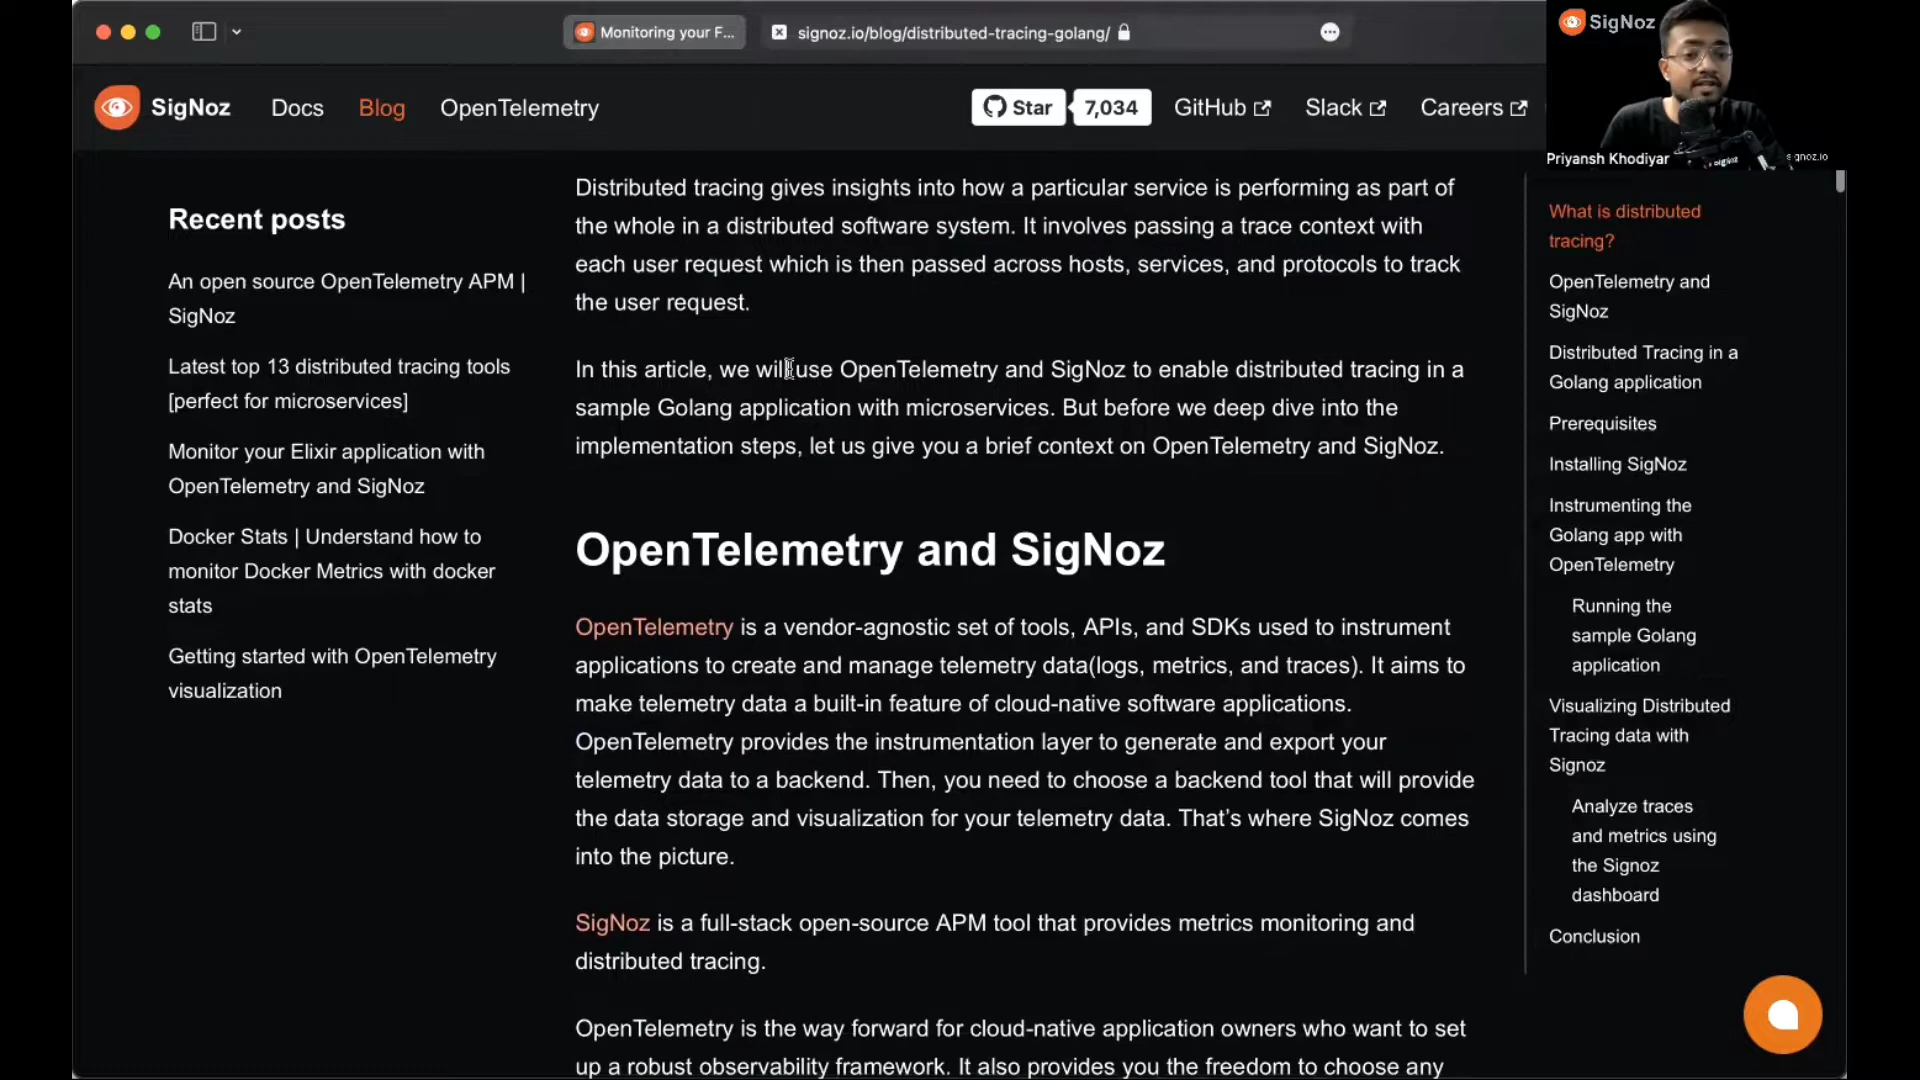 Monitoring your F...
signoz.io/blog/distributed-tracing-golang/
SigNoz
SigNoz
Docs
Blog
OpenTelemetry
Star
7,034
GitHub
Slack
Careers
Priyansh Khodiyar
signoz.io
Recent posts
An open source OpenTelemetry APM |
SigNoz
Latest top 13 distributed tracing tools
[perfect for microservices]
Monitor your Elixir application with
OpenTelemetry and SigNoz
Docker Stats | Understand how to
monitor Docker Metrics with docker
stats
Getting started with OpenTelemetry
visualization
Distributed tracing gives insights into how a particular service is performing as part of
the whole in a distributed software system. It involves passing a trace context with
each user request which is then passed across hosts, services, and protocols to track
the user request.
In this article, we will use OpenTelemetry and SigNoz to enable distributed tracing in a
sample Golang application with microservices. But before we deep dive into the
implementation steps, let us give you a brief context on OpenTelemetry and SigNoz.
OpenTelemetry and SigNoz
OpenTelemetry is a vendor-agnostic set of tools, APIs, and SDKs used to instrument
applications to create and manage telemetry data(logs, metrics, and traces). It aims to
make telemetry data a built-in feature of cloud-native software applications.
OpenTelemetry provides the instrumentation layer to generate and export your
telemetry data to a backend. Then, you need to choose a backend tool that will provide
the data storage and visualization for your telemetry data. That's where SigNoz comes
into the picture.
SigNoz is a full-stack open-source APM tool that provides metrics monitoring and
distributed tracing.
OpenTelemetry is the way forward for cloud-native application owners who want to set
up a robust observability framework. It also provides you the freedom to choose any
What is distributed
tracing?
OpenTelemetry and
SigNoz
Distributed Tracing in a
Golang application
Prerequisites
Installing SigNoz
Instrumenting the
Golang app with
OpenTelemetry
Running the
sample Golang
application
Visualizing Distributed
Tracing data with
Signoz
Analyze traces
and metrics using
the Signoz
dashboard
Conclusion